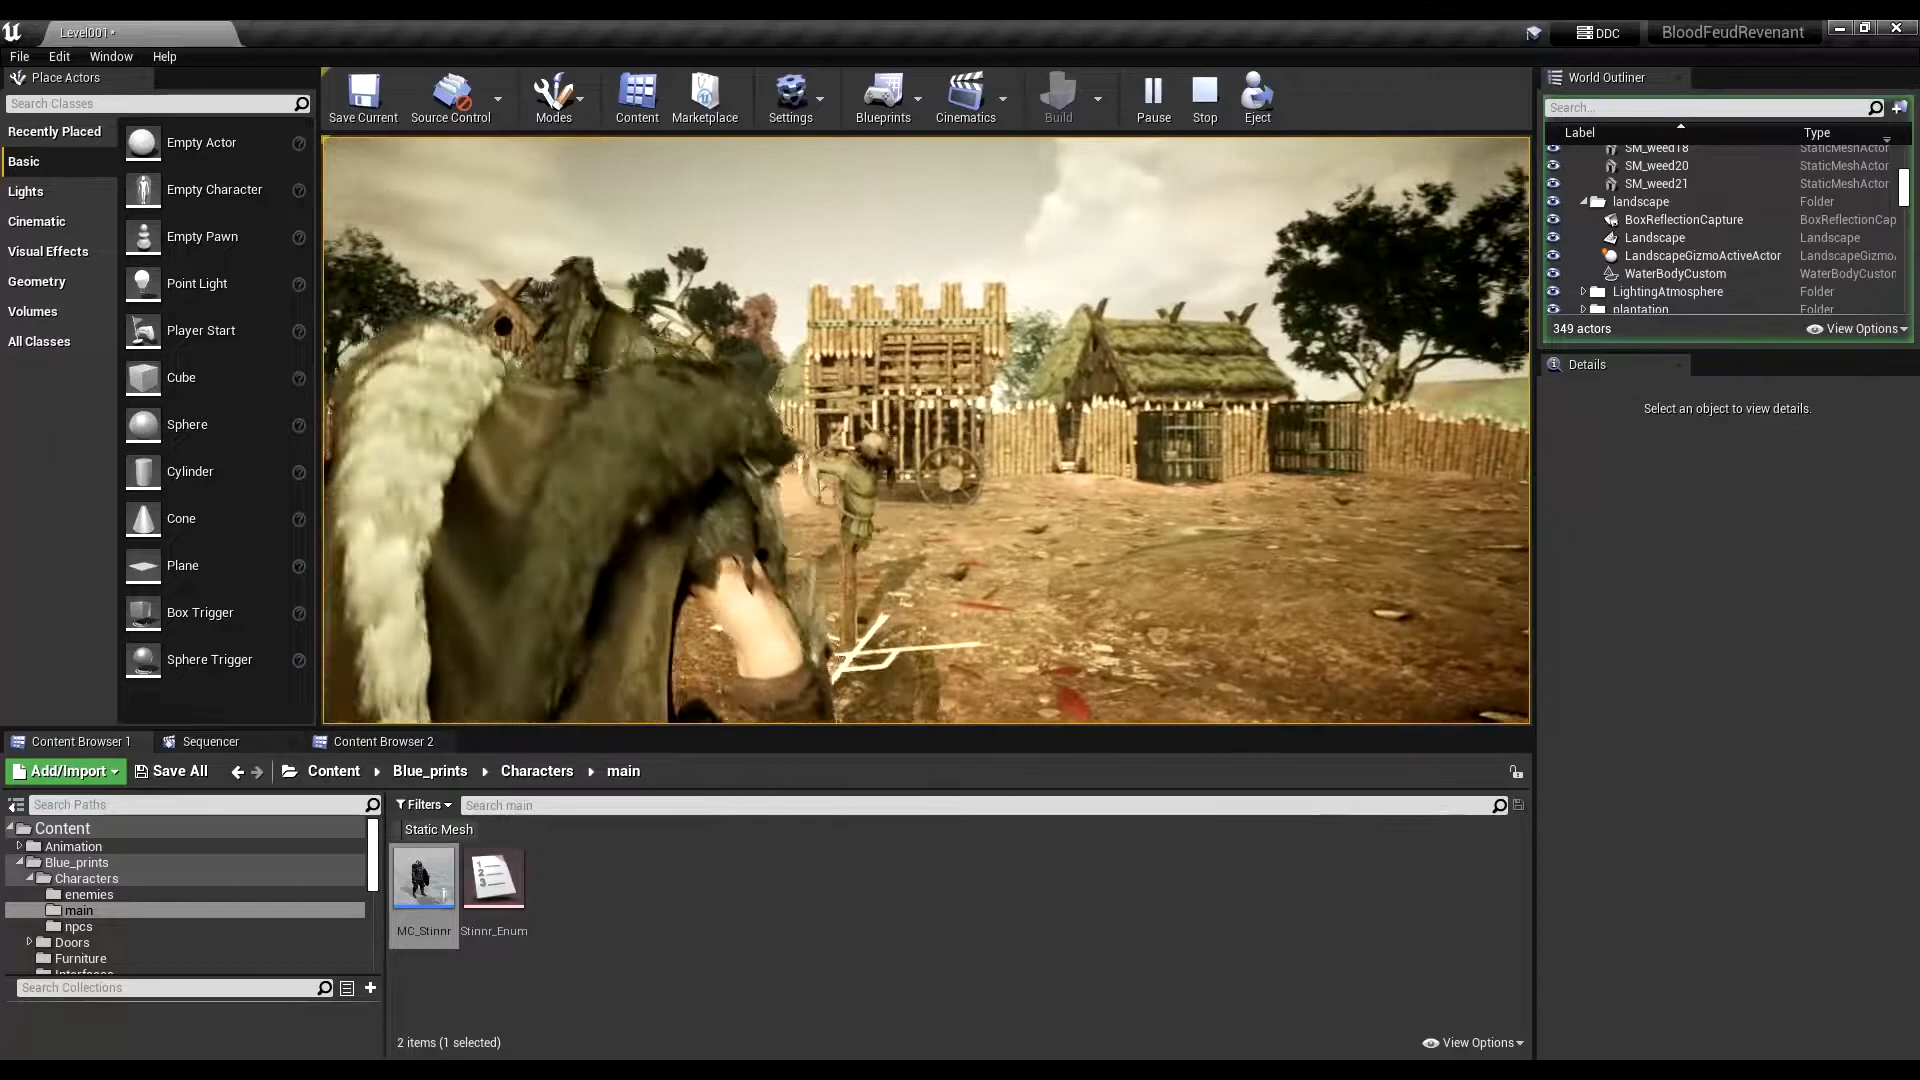 Level001*
DDC
BloodFeudRevenant
File Edit Window Help
Place Actors
Search Classes
Recently Placed
Basic
Lights
Cinematic
Visual Effects
Geometry
Volumes
All Classes
Empty Actor
Empty Character
Empty Pawn
Point Light
Player Start
Cube
Sphere
Cylinder
Cone
Plane
Box Trigger
Sphere Trigger
Save Current
Source Control
Modes
Content
Marketplace
Settings
Blueprints
Cinematics
Build
Pause
Stop
Eject
World Outliner
Search...
Label Type
SM_weed18 StaticMeshActor
SM_weed20 StaticMeshActor
SM_weed21 StaticMeshActor
landscape Folder
BoxReflectionCapture BoxReflectionCap
Landscape Landscape
LandscapeGizmoActiveActor LandscapeGizmo
WaterBodyCustom WaterBodyCustom
LightingAtmosphere Folder
plantation Folder
349 actors
View Options
Details
Select an object to view details.
Content Browser 1
Sequencer
Content Browser 2
Add/Import
Save All
Content
Blue_prints
Characters
main
Search Paths
Content
Animation
Blue_prints
Characters
enemies
main
npcs
Doors
Furniture
Interfaces
Search Collections
Filters
Search main
Static Mesh
MC_Stinnr
Stinnr_Enum
2 items (1 selected)
View Options